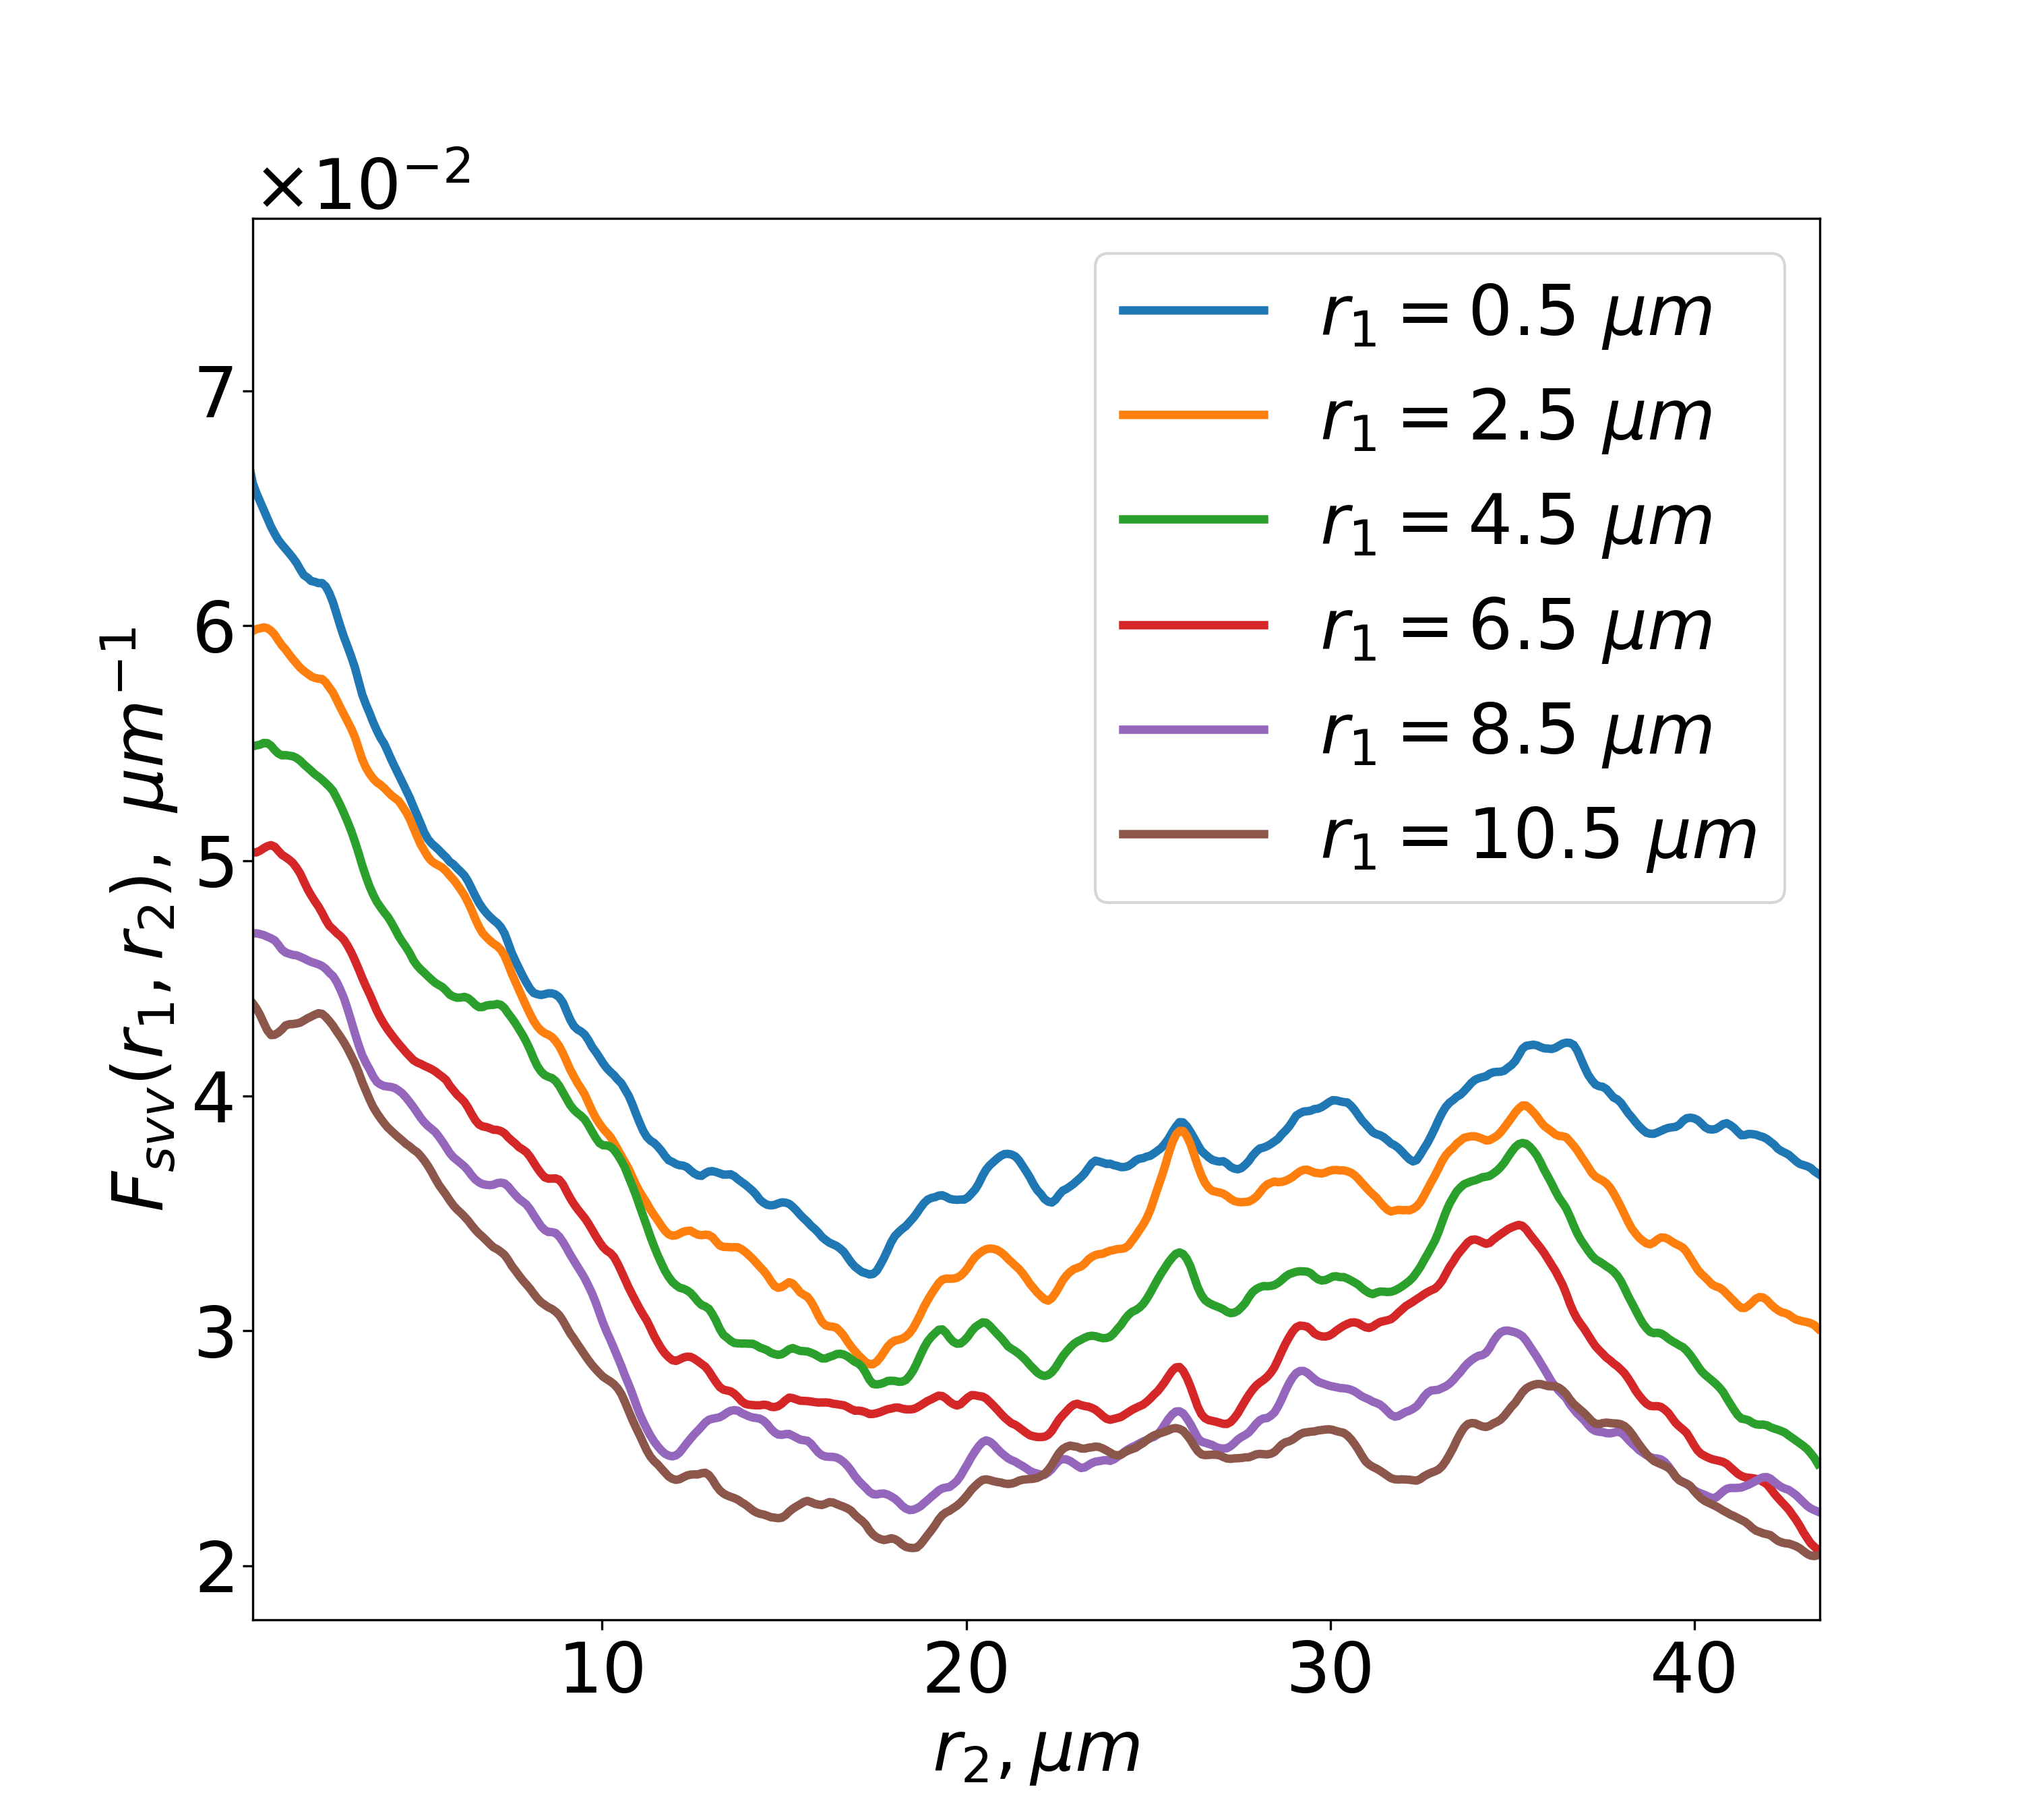 ×10⁻²
7
6
5
4
3
2
F_svv(r₁, r₂), μm⁻¹
r₁ = 0.5 μm
r₁ = 2.5 μm
r₁ = 4.5 μm
r₁ = 6.5 μm
r₁ = 8.5 μm
r₁ = 10.5 μm
10 20 30 40
r₂, μm